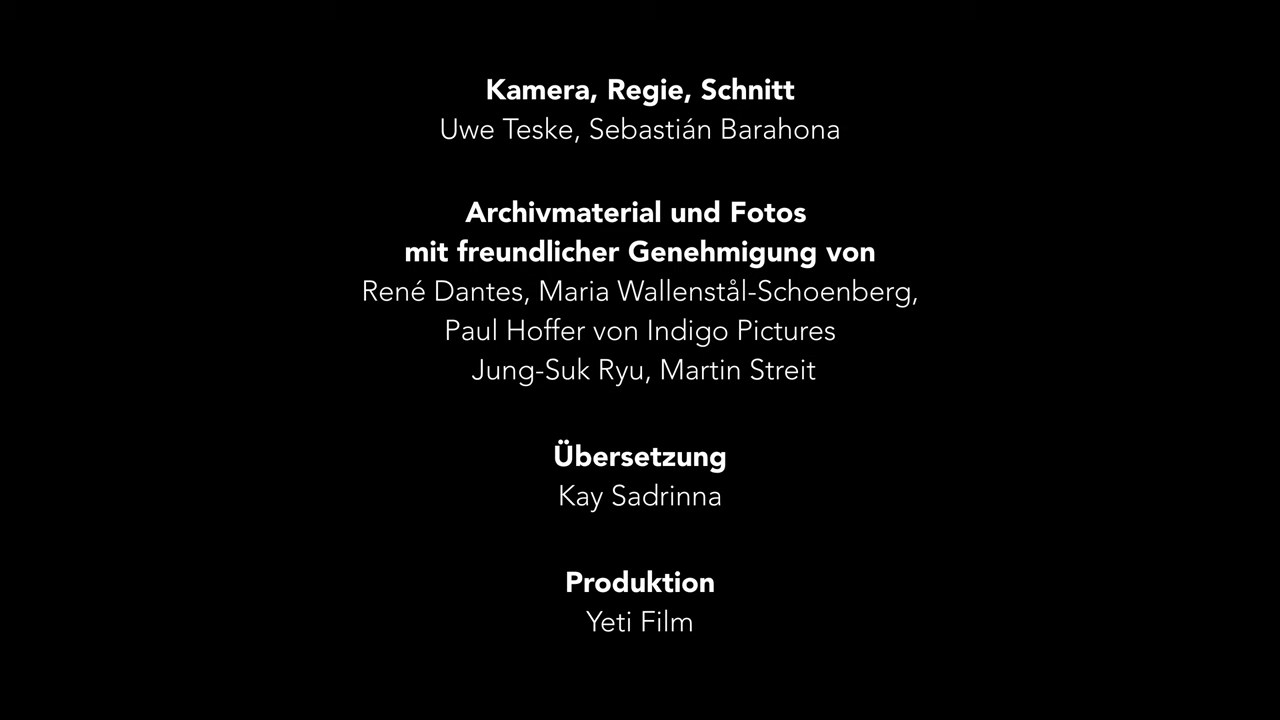 Kamera, Regie, Schnitt
Uwe Teske, Sebastián Barahona
Archivmaterial und Fotos
mit freundlicher Genehmigung von
René Dantes, Maria Wallenstål-Schoenberg,
Paul Hoffer von Indigo Pictures
Jung-Suk Ryu, Martin Streit
Übersetzung
Kay Sadrinna
Produktion
Yeti Film